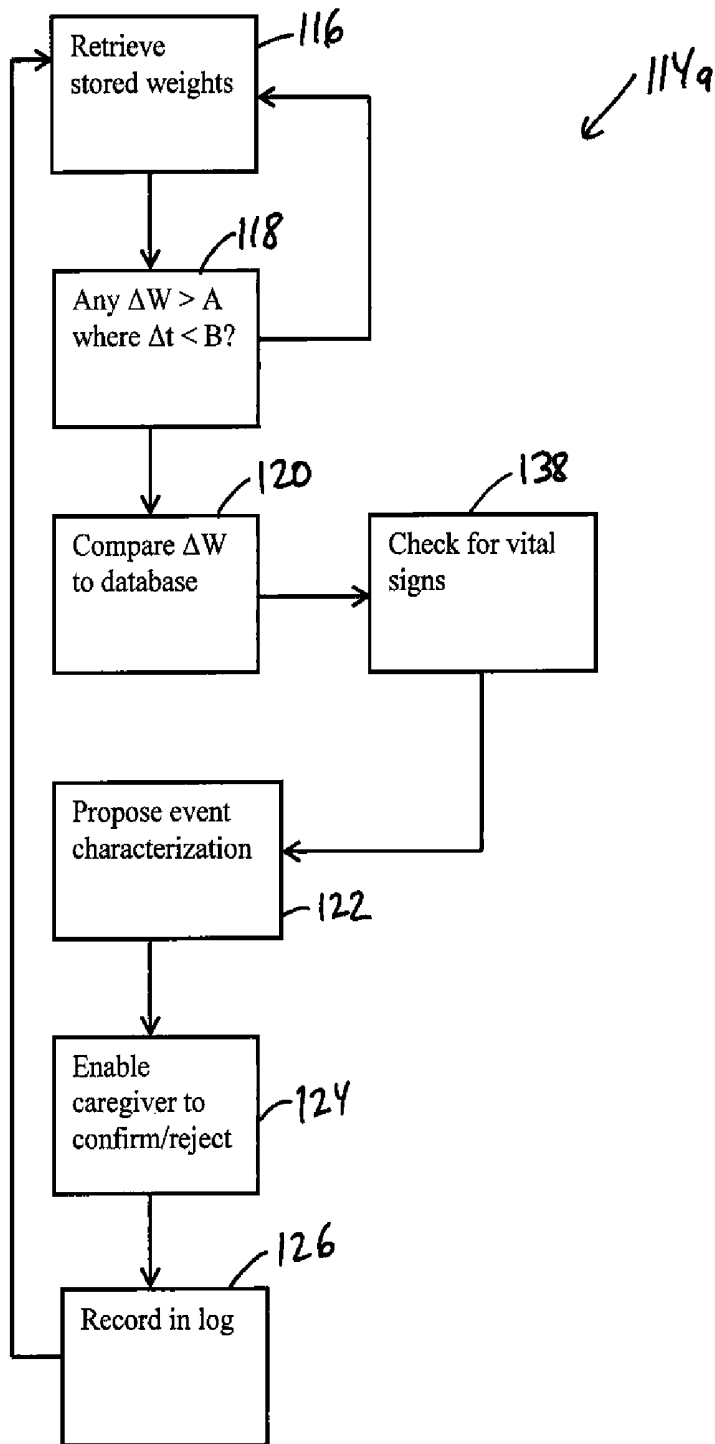 Retrieve
stored weights
116
114a
118
Any ΔW > A
where Δt < B?
120
Compare ΔW
to database
138
Check for vital
signs
Propose event
characterization
122
Enable
caregiver to
confirm/reject
124
126
Record in log